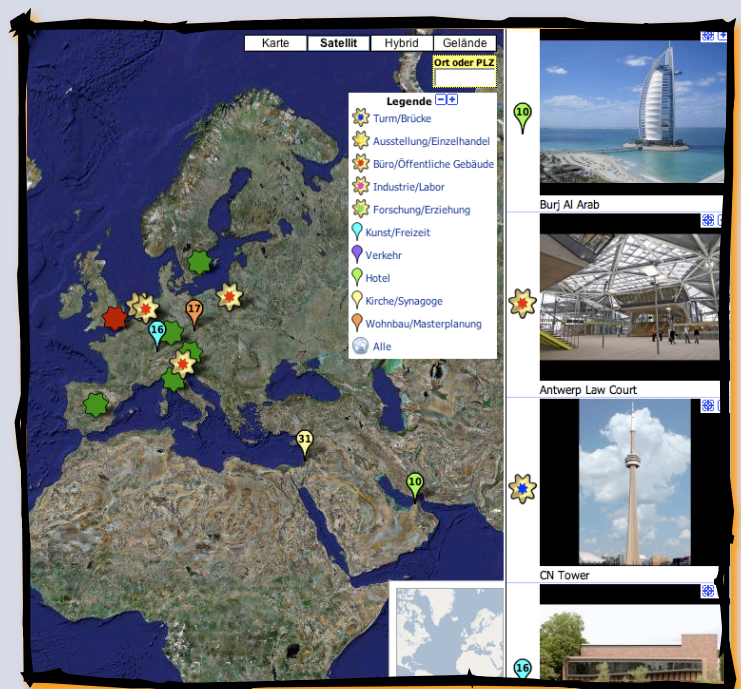 Karte
Satellit
Hybrid
Gelände
Ort oder PLZ
Legende
Turm/Brücke
Ausstellung/Einzelhandel
Büro/Öffentliche Gebäude
Industrie/Labor
Forschung/Erziehung
Kunst/Freizeit
Verkehr
Hotel
Kirche/Synagoge
Wohnbau/Masterplanung
Alle
17
16
31
10
10
Burj Al Arab
Antwerp Law Court
CN Tower
16